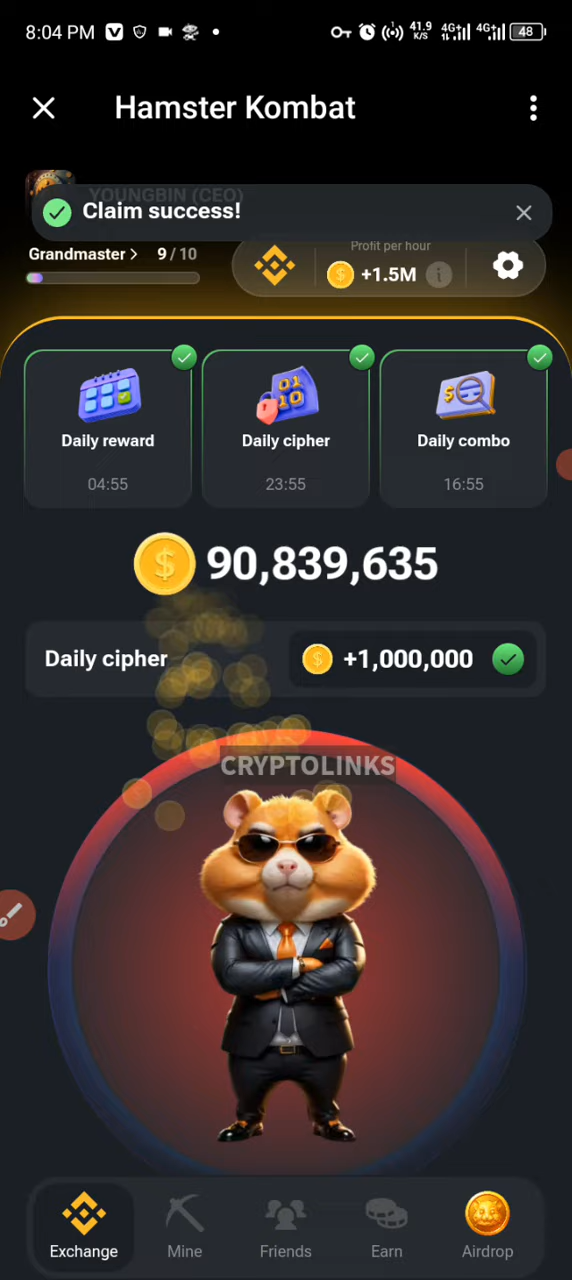 8:04 PM
41.9
K/S
4G+
4G+
48
Hamster Kombat
YOUNGBIN (CEO)
Claim success!
Grandmaster > 9 / 10
Profit per hour
+1.5M
Daily reward
04:55
Daily cipher
23:55
Daily combo
16:55
90,839,635
Daily cipher
+1,000,000
CRYPTOLINKS
Exchange
Mine
Friends
Earn
Airdrop